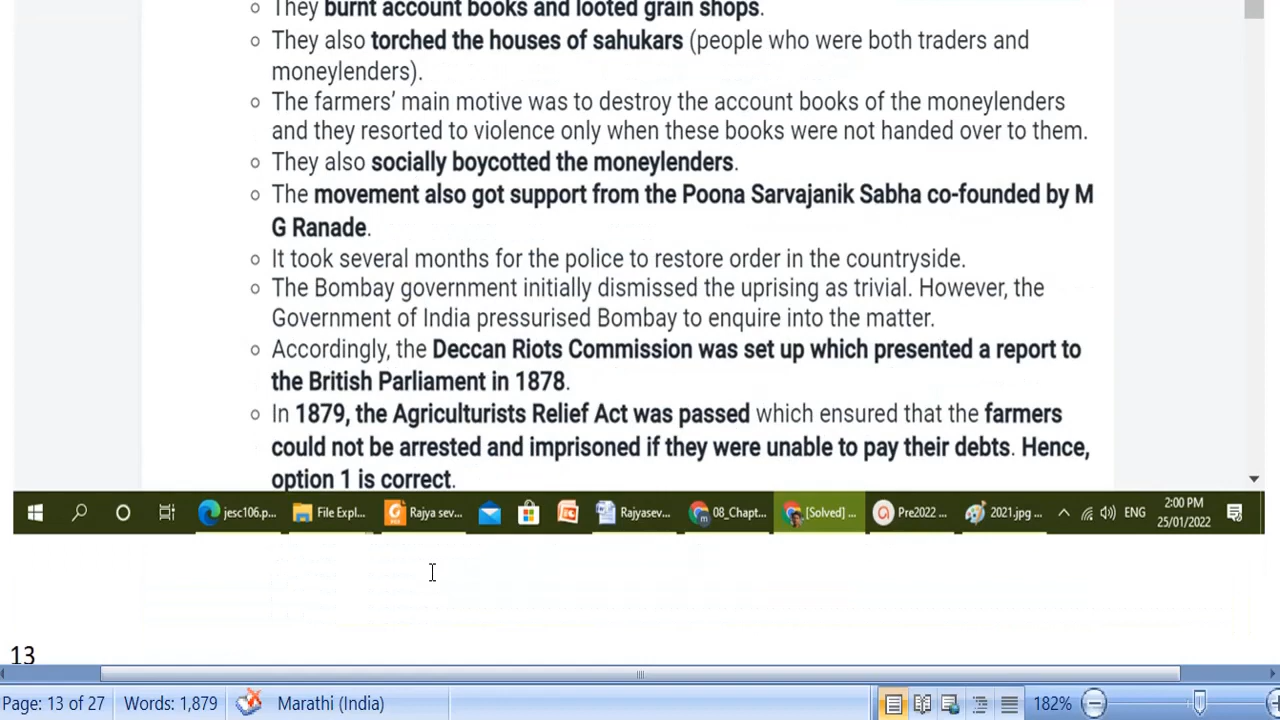 They burnt account books and looted grain shops.
They also torched the houses of sahukars (people who were both traders and
moneylenders).
The farmers’ main motive was to destroy the account books of the moneylenders
and they resorted to violence only when these books were not handed over to them.
They also socially boycotted the moneylenders.
The movement also got support from the Poona Sarvajanik Sabha co-founded by M
G Ranade.
It took several months for the police to restore order in the countryside.
The Bombay government initially dismissed the uprising as trivial. However, the
Government of India pressurised Bombay to enquire into the matter.
Accordingly, the Deccan Riots Commission was set up which presented a report to
the British Parliament in 1878.
In 1879, the Agriculturists Relief Act was passed which ensured that the farmers
could not be arrested and imprisoned if they were unable to pay their debts. Hence,
option 1 is correct.
jesc106.p... File Expl... Rajya sev... Rajyasev... 08_Chapt... [Solved] ... Pre2022 ... 2021.jpg ... ENG 2:00 PM
25/01/2022
13
Page: 13 of 27 Words: 1,879 Marathi (India) 182%